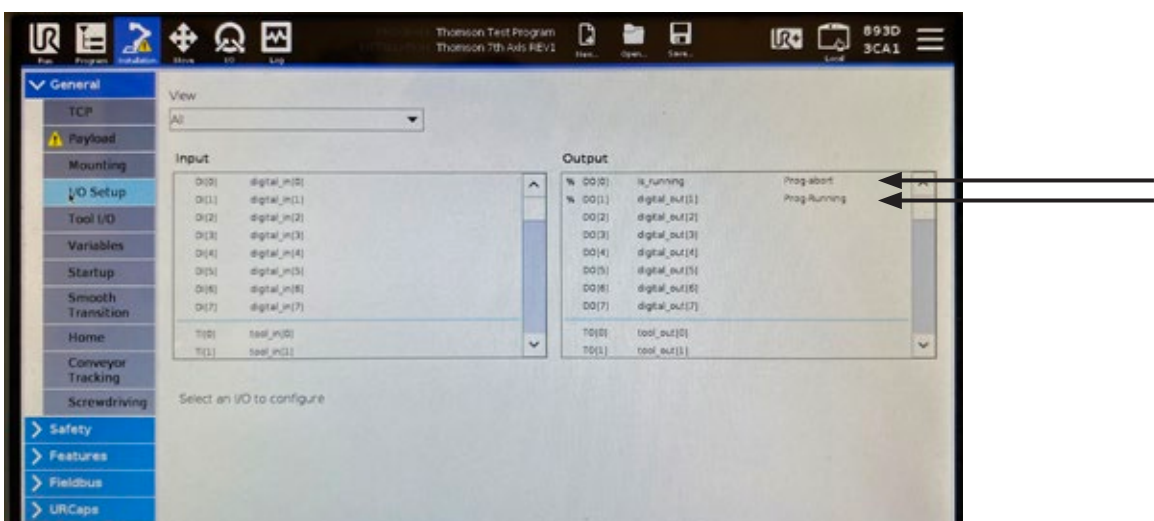 UR
UR+
893D
3CA1
Run
Program
Installation
Move
I/O
Log
Thomson Test Program
Thomson 7th Axis REV1
New...
Open...
Save...
Local
General
TCP
Payload
Mounting
I/O Setup
Tool I/O
Variables
Startup
Smooth
Transition
Home
Conveyor
Tracking
Screwdriving
Safety
Features
Fieldbus
URCaps
View
All
Input
DI[0] digital_in[0]
DI[1] digital_in[1]
DI[2] digital_in[2]
DI[3] digital_in[3]
DI[4] digital_in[4]
DI[5] digital_in[5]
DI[6] digital_in[6]
DI[7] digital_in[7]
TI[0] tool_in[0]
TI[1] tool_in[1]
Output
% DO[0] is_running Prog-abort
% DO[1] digital_out[1] Prog-Running
DO[2] digital_out[2]
DO[3] digital_out[3]
DO[4] digital_out[4]
DO[5] digital_out[5]
DO[6] digital_out[6]
DO[7] digital_out[7]
TO[0] tool_out[0]
TO[1] tool_out[1]
Select an I/O to configure